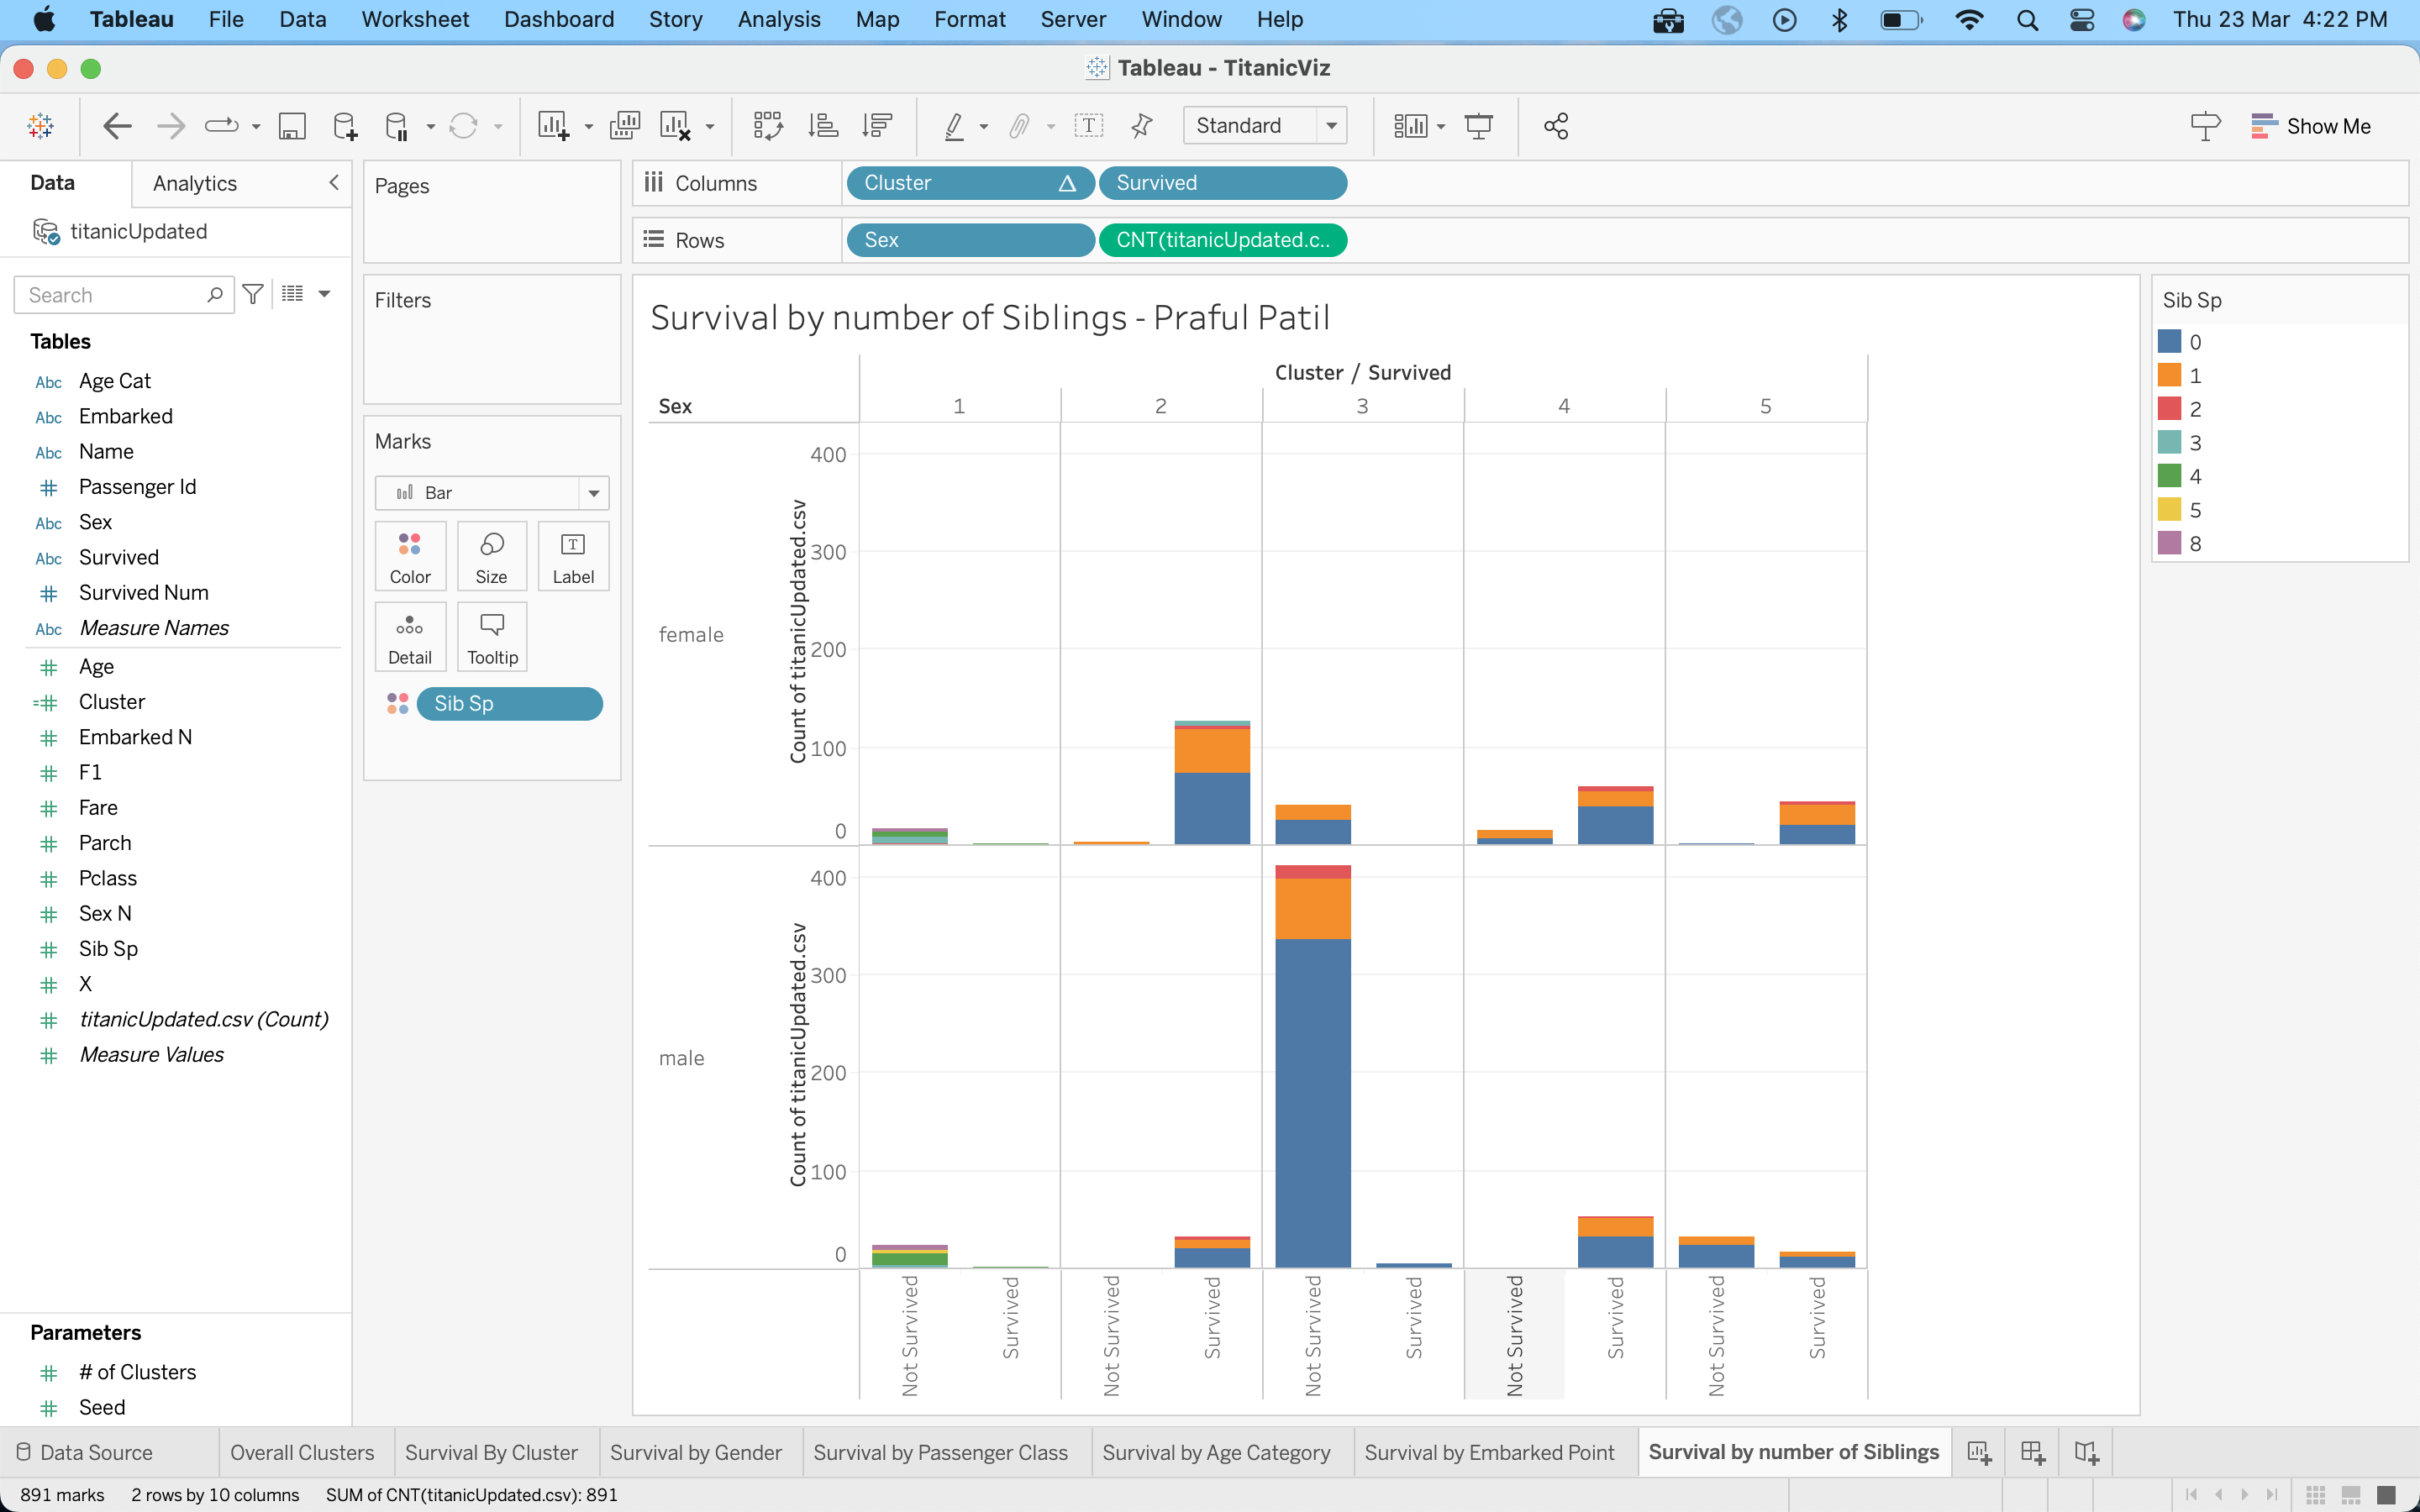 Tableau File Data Worksheet Dashboard Story Analysis Map Format Server Window Help Thu 23 Mar 4:22 PM
Tableau - TitanicViz
Standard Show Me
Data Analytics
titanicUpdated
Search
Tables
Abc Age Cat
Abc Embarked
Abc Name
Passenger Id
Abc Sex
Abc Survived
Survived Num
Abc Measure Names
Age
Cluster
Embarked N
F1
Fare
Parch
Pclass
Sex N
Sib Sp
X
titanicUpdated.csv (Count)
Measure Values
Parameters
# of Clusters
Seed
Pages
Filters
Marks
Bar
Color Size Label
Detail Tooltip
Sib Sp
Columns Cluster Δ Survived
Rows Sex CNT(titanicUpdated.c..
Survival by number of Siblings - Praful Patil
Cluster / Survived
Sex 1 2 3 4 5
female
Count of titanicUpdated.csv
400
300
200
100
0
male
Count of titanicUpdated.csv
400
300
200
100
0
Not Survived Survived Not Survived Survived Not Survived Survived Not Survived Survived Not Survived Survived
Sib Sp
0
1
2
3
4
5
8
Data Source Overall Clusters Survival By Cluster Survival by Gender Survival by Passenger Class Survival by Age Category Survival by Embarked Point Survival by number of Siblings
891 marks 2 rows by 10 columns SUM of CNT(titanicUpdated.csv): 891